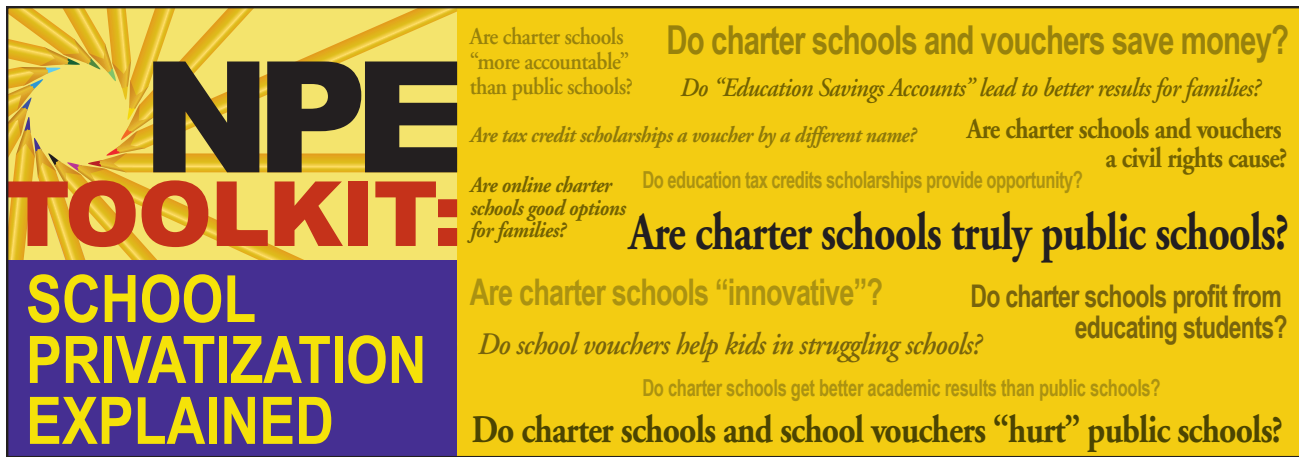 NPE
TOOLKIT:
SCHOOL
PRIVATIZATION
EXPLAINED
Are charter schools
“more accountable”
than public schools?
Do charter schools and vouchers save money?
Do “Education Savings Accounts” lead to better results for families?
Are tax credit scholarships a voucher by a different name?
Are charter schools and vouchers
a civil rights cause?
Are online charter
schools good options
for families?
Do education tax credits scholarships provide opportunity?
Are charter schools truly public schools?
Are charter schools “innovative”?
Do charter schools profit from
educating students?
Do school vouchers help kids in struggling schools?
Do charter schools get better academic results than public schools?
Do charter schools and school vouchers “hurt” public schools?